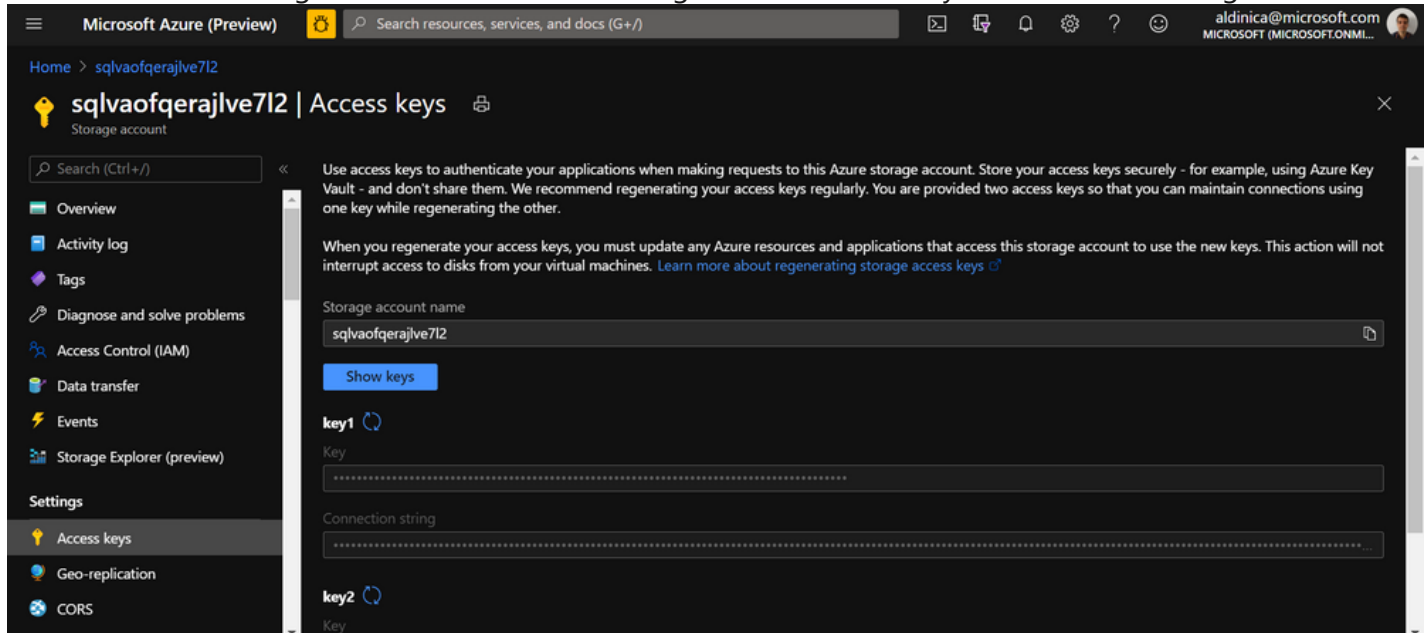 Microsoft Azure (Preview)
Search resources, services, and docs (G+/)
aldinica@microsoft.com
MICROSOFT (MICROSOFT.ONMI...
Home > sqlvaofqerajlve7l2
sqlvaofqerajlve7l2 | Access keys
Storage account
Search (Ctrl+/)
Overview
Activity log
Tags
Diagnose and solve problems
Access Control (IAM)
Data transfer
Events
Storage Explorer (preview)
Settings
Access keys
Geo-replication
CORS
Use access keys to authenticate your applications when making requests to this Azure storage account. Store your access keys securely - for example, using Azure Key
Vault - and don't share them. We recommend regenerating your access keys regularly. You are provided two access keys so that you can maintain connections using
one key while regenerating the other.
When you regenerate your access keys, you must update any Azure resources and applications that access this storage account to use the new keys. This action will not
interrupt access to disks from your virtual machines. Learn more about regenerating storage access keys
Storage account name
sqlvaofqerajlve7l2
Show keys
key1
Key
Connection string
key2
Key